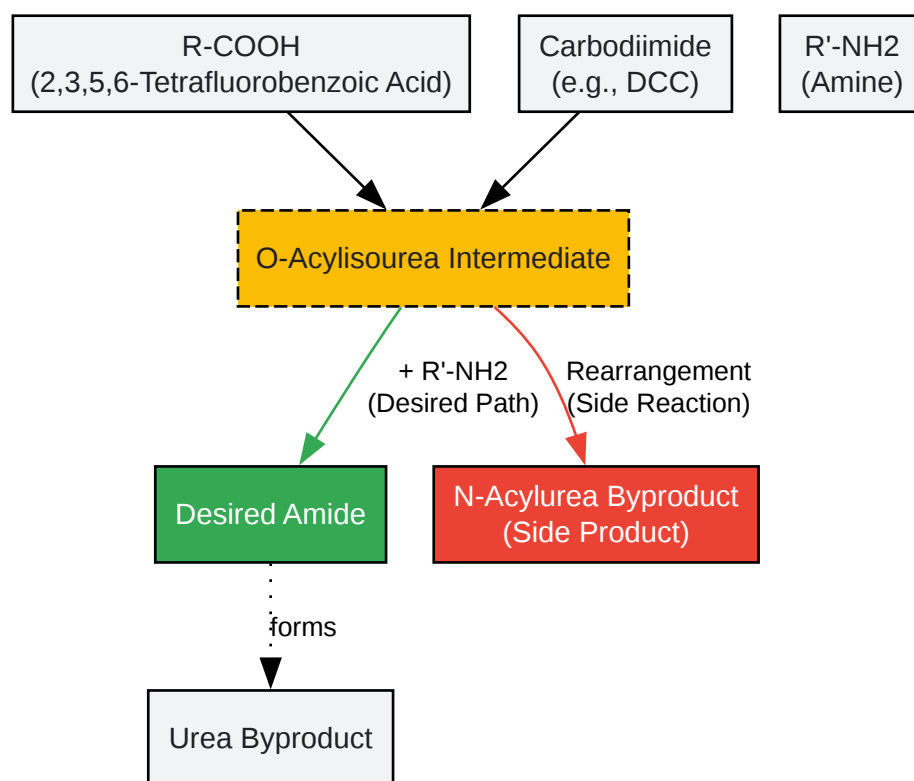 R-COOH
(2,3,5,6-Tetrafluorobenzoic Acid)
Carbodiimide
(e.g., DCC)
R'-NH2
(Amine)
O-Acylisourea Intermediate
+ R'-NH2
(Desired Path)
Rearrangement
(Side Reaction)
Desired Amide
N-Acylurea Byproduct
(Side Product)
forms
Urea Byproduct